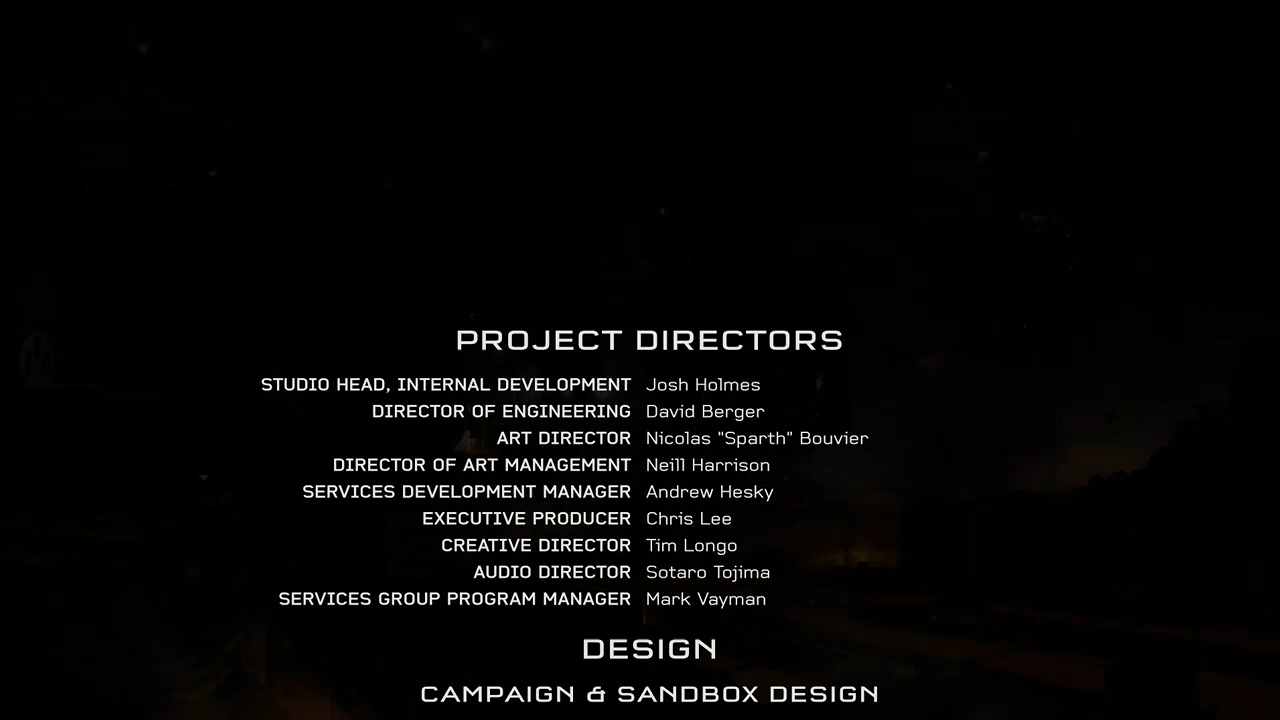 PROJECT DIRECTORS
STUDIO HEAD, INTERNAL DEVELOPMENT Josh Holmes
DIRECTOR OF ENGINEERING David Berger
ART DIRECTOR Nicolas "Sparth" Bouvier
DIRECTOR OF ART MANAGEMENT Neill Harrison
SERVICES DEVELOPMENT MANAGER Andrew Hesky
EXECUTIVE PRODUCER Chris Lee
CREATIVE DIRECTOR Tim Longo
AUDIO DIRECTOR Sotaro Tojima
SERVICES GROUP PROGRAM MANAGER Mark Vayman
DESIGN
CAMPAIGN & SANDBOX DESIGN